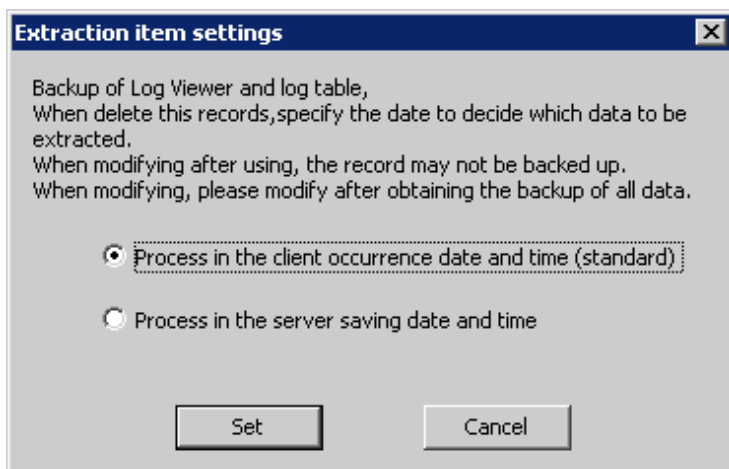 Extraction item settings
Backup of Log Viewer and log table,
When delete this records,specify the date to decide which data to be
extracted.
When modifying after using, the record may not be backed up.
When modifying, please modify after obtaining the backup of all data.
Process in the client occurrence date and time (standard)
Process in the server saving date and time
Set
Cancel